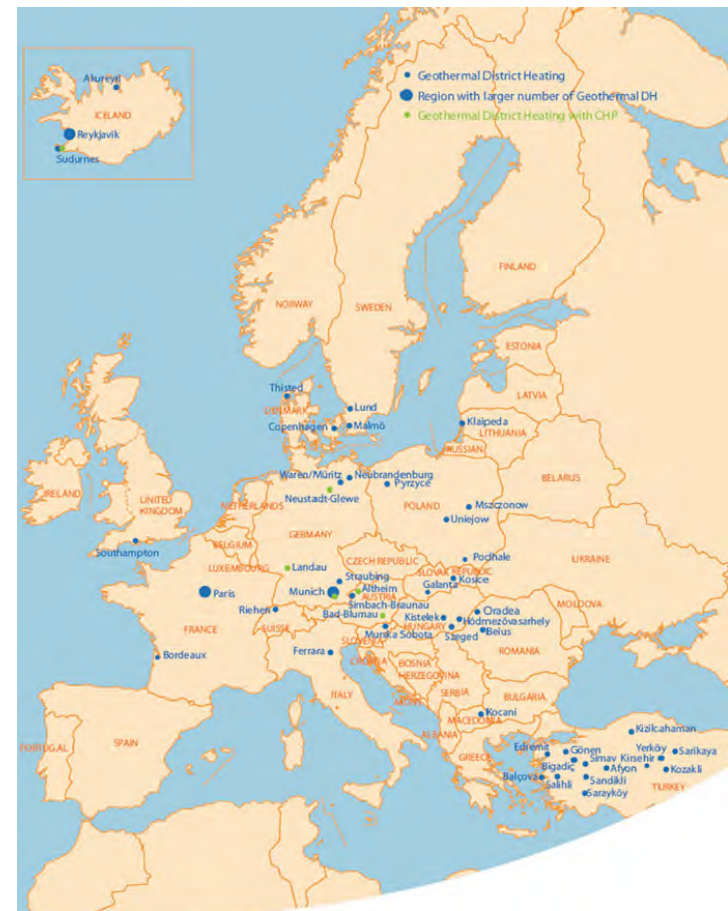 Akureyri
ICELAND
Reykjavik
Sudurnes
Geothermal District Heating
Region with larger number of Geothermal DH
Geothermal District Heating with CHP
FINLAND
NORWAY
SWEDEN
ESTONIA
LATVIA
Thisted
DENMARK
Lund
Copenhagen
Malmö
Klaipeda
LITHUANIA
RUSSIAN
BELARUS
IRELAND
UNITED
KINGDOM
NETHERLANDS
Waren/Müritz
Neubrandenburg
Neustadt-Glewe
Pyrzyce
POLAND
Mszczonow
Uniejow
Southampton
BELGIUM
GERMANY
LUXEMBOURG
Landau
CZECH REPUBLIC
Podhale
SLOVAK REPUBLIC
Kosice
Galanta
UKRAINE
Paris
Straubing
Munich
Altheim
AUSTRIA
Simbach-Braunau
Riehen
SUISSE
Bad-Blumau
Kistelek
Oradea
Hódmezóvasarhely
HUNGARY
Szeged
Beius
MOLDOVA
FRANCE
Murska Sobota
SLOVENIA
ROMANIA
Bordeaux
Ferrara
CROATIA
BOSNIA
HERZEGOVINA
SERBIA
ITALY
MONT.
BULGARIA
Kocani
MACEDONIA
ALBANIA
PORTUGAL
SPAIN
GREECE
Kizilcahaman
Edremit
Gönen
Yerköy
Sarikaya
Simav
Kirsehir
Bigadiç
Afyon
Kozakli
Balçova
Salihli
Sandikli
Sarayköy
TURKEY